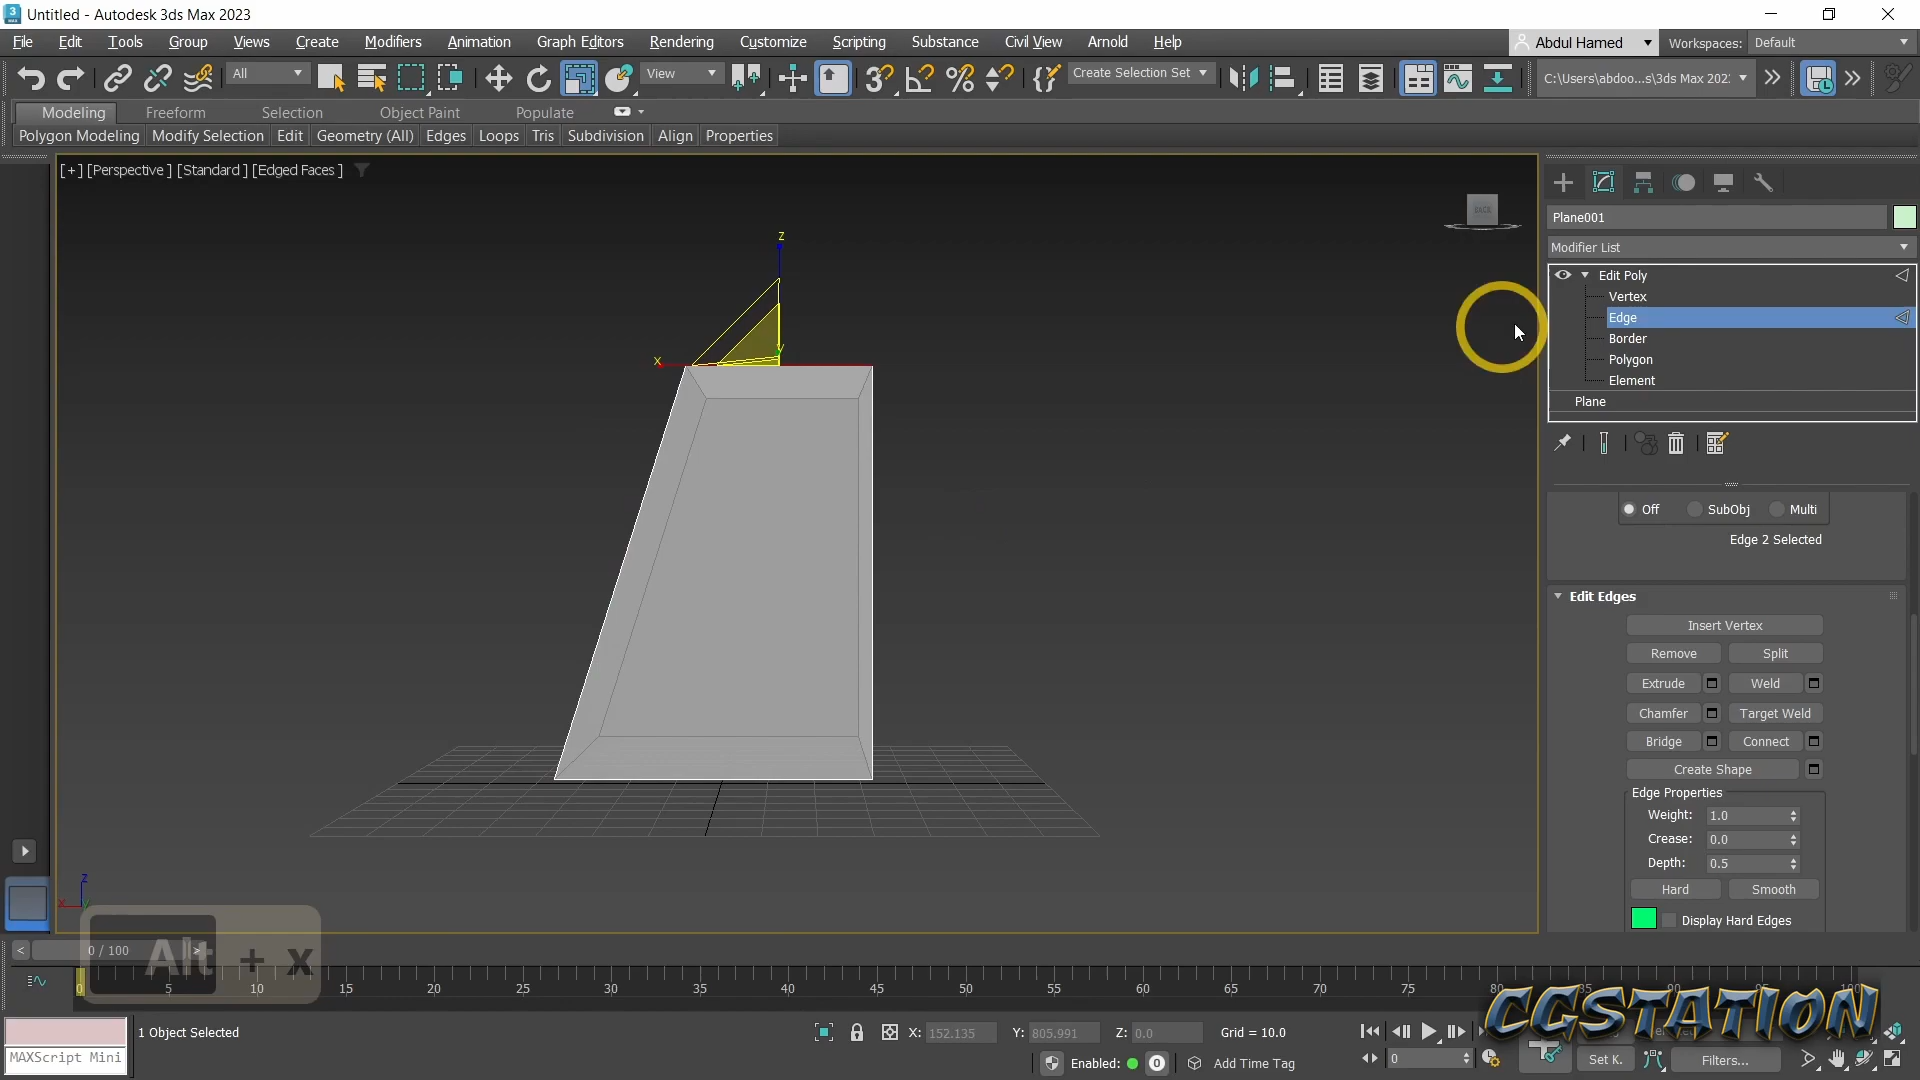 Untitled - Autodesk 3ds Max 2023
File Edit Tools Group Views Create Modifiers Animation Graph Editors Rendering Customize Scripting Substance Civil View Arnold Help
Abdul Hamed Workspaces: Default
All View Create Selection Set C:\Users\abdoo...s\3ds Max 202
Modeling Freeform Selection Object Paint Populate
Polygon Modeling Modify Selection Edit Geometry (All) Edges Loops Tris Subdivision Align Properties
[+] [Perspective ] [Standard ] [Edged Faces ]
BACK
z
x
y
z
x
Plane001
Modifier List
Edit Poly
Vertex
Edge
Border
Polygon
Element
Plane
Off SubObj Multi
Edge 2 Selected
Edit Edges
Insert Vertex
Remove Split
Extrude Weld
Chamfer Target Weld
Bridge Connect
Create Shape
Edge Properties
Weight: 1.0
Crease: 0.0
Depth: 0.5
Hard Smooth
Display Hard Edges
< 0 / 100 >
Alt + x
0 5 10 15 20 25 30 35 40 45 50 55 60 65 70 75 80
CGSTATION
MAXScript Mini
1 Object Selected
X: 152.135 Y: 805.991 Z: 0.0 Grid = 10.0
Enabled: 0 Add Time Tag
0
Set K. Filters...